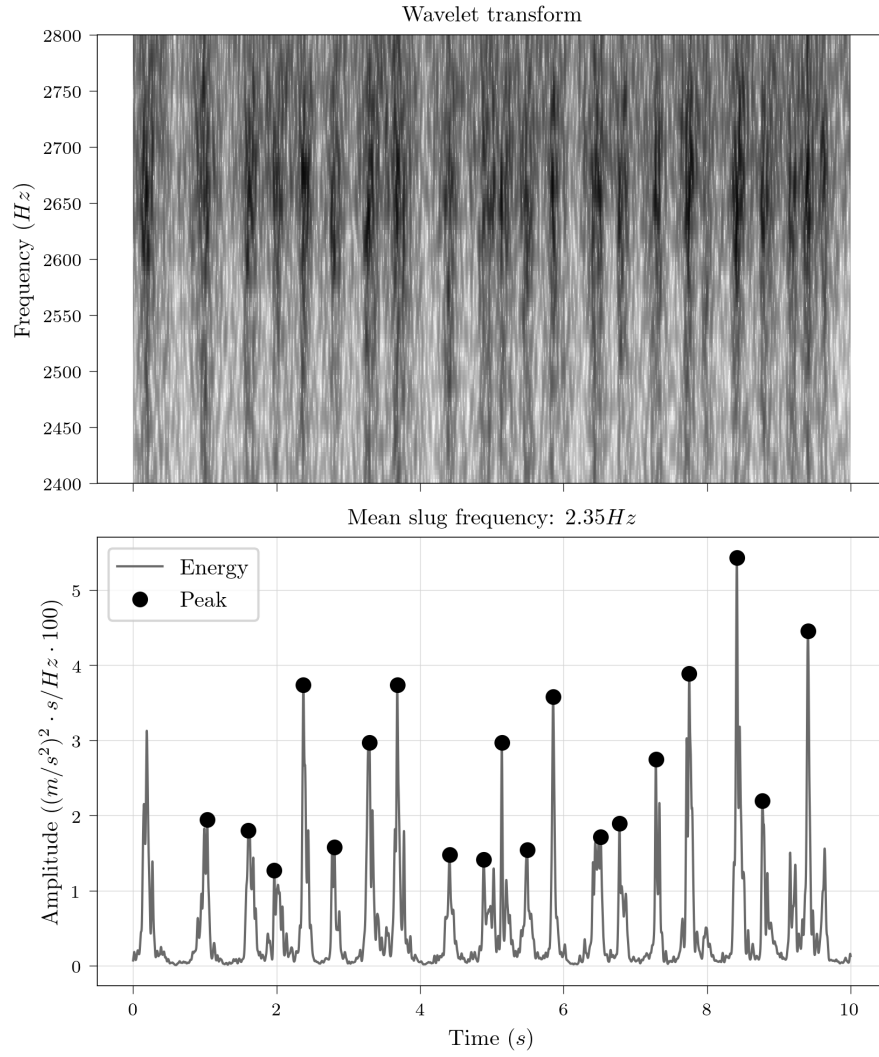 Wavelet transform
2800
2750
2700
2650
2600
2550
2500
2450
2400
Frequency (Hz)
Mean slug frequency: 2.35Hz
Energy
Peak
5
4
3
2
1
0
Amplitude ((m/s²)² · s/Hz · 100)
0 2 4 6 8 10
Time (s)